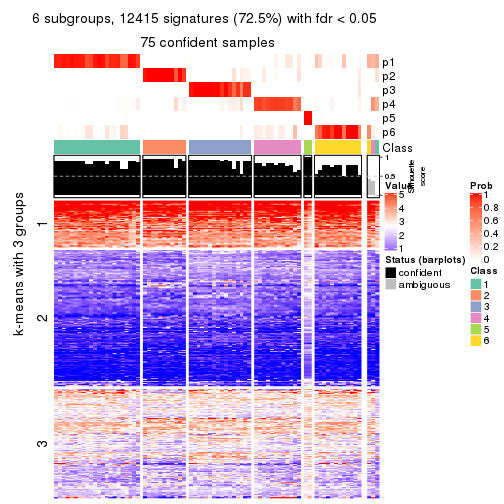 6 subgroups, 12415 signatures (72.5%) with fdr < 0.05
75 confident samples
p1
p2
p3
p4
p5
p6
Class
1
0.5
0
Silhouette
score
k-means with 3 groups
1
2
3
Value
5
4
3
2
1
Status (barplots)
confident
ambiguous
Prob
1
0.8
0.6
0.4
0.2
0
Class
1
2
3
4
5
6